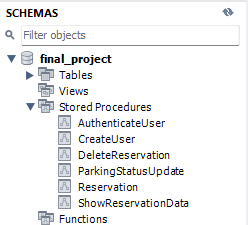 SCHEMAS
Filter objects
final_project
Tables
Views
Stored Procedures
AuthenticateUser
CreateUser
DeleteReservation
ParkingStatusUpdate
Reservation
ShowReservationData
Functions